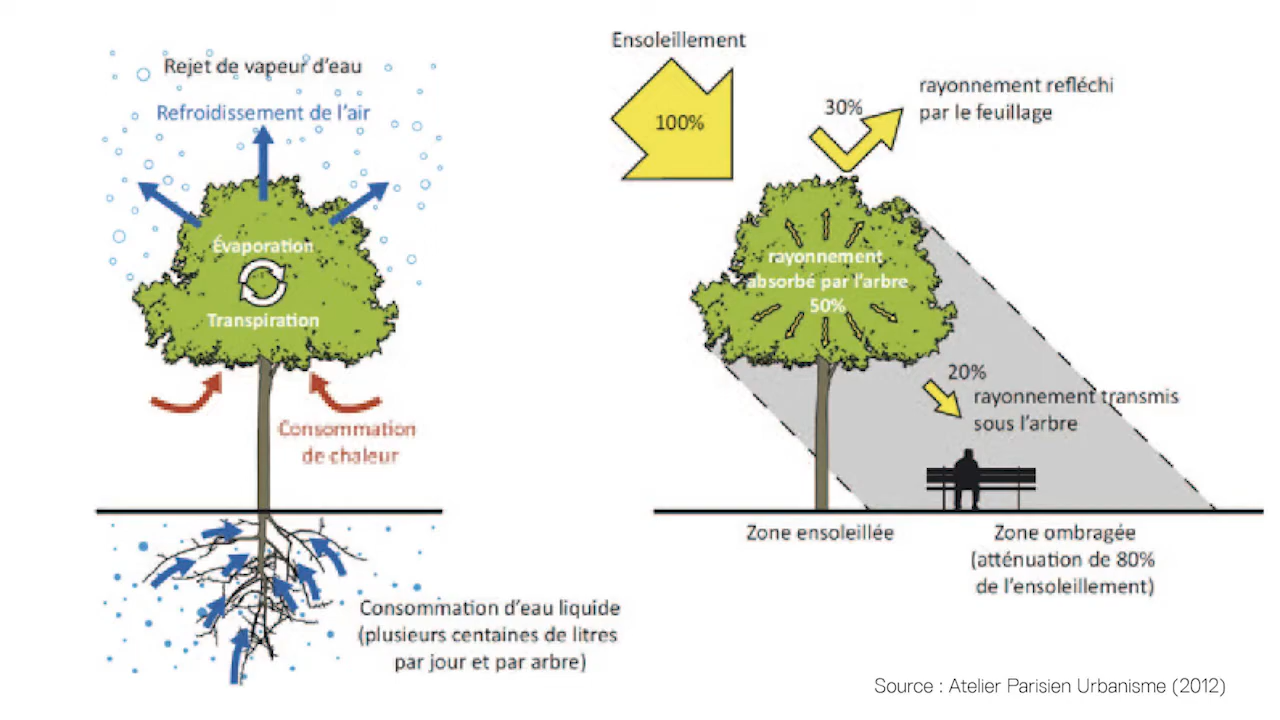 Rejet de vapeur d'eau
Refroidissement de l'air
Évaporation
Transpiration
Consommation
de chaleur
Consommation d'eau liquide
(plusieurs centaines de litres
par jour et par arbre)
Ensoleillement
100%
30%
rayonnement refléchi
par le feuillage
rayonnement
absorbé par l'arbre
50%
20%
rayonnement transmis
sous l'arbre
Zone ensoleillée
Zone ombragée
(atténuation de 80%
de l'ensoleillement)
Source : Atelier Parisien Urbanisme (2012)